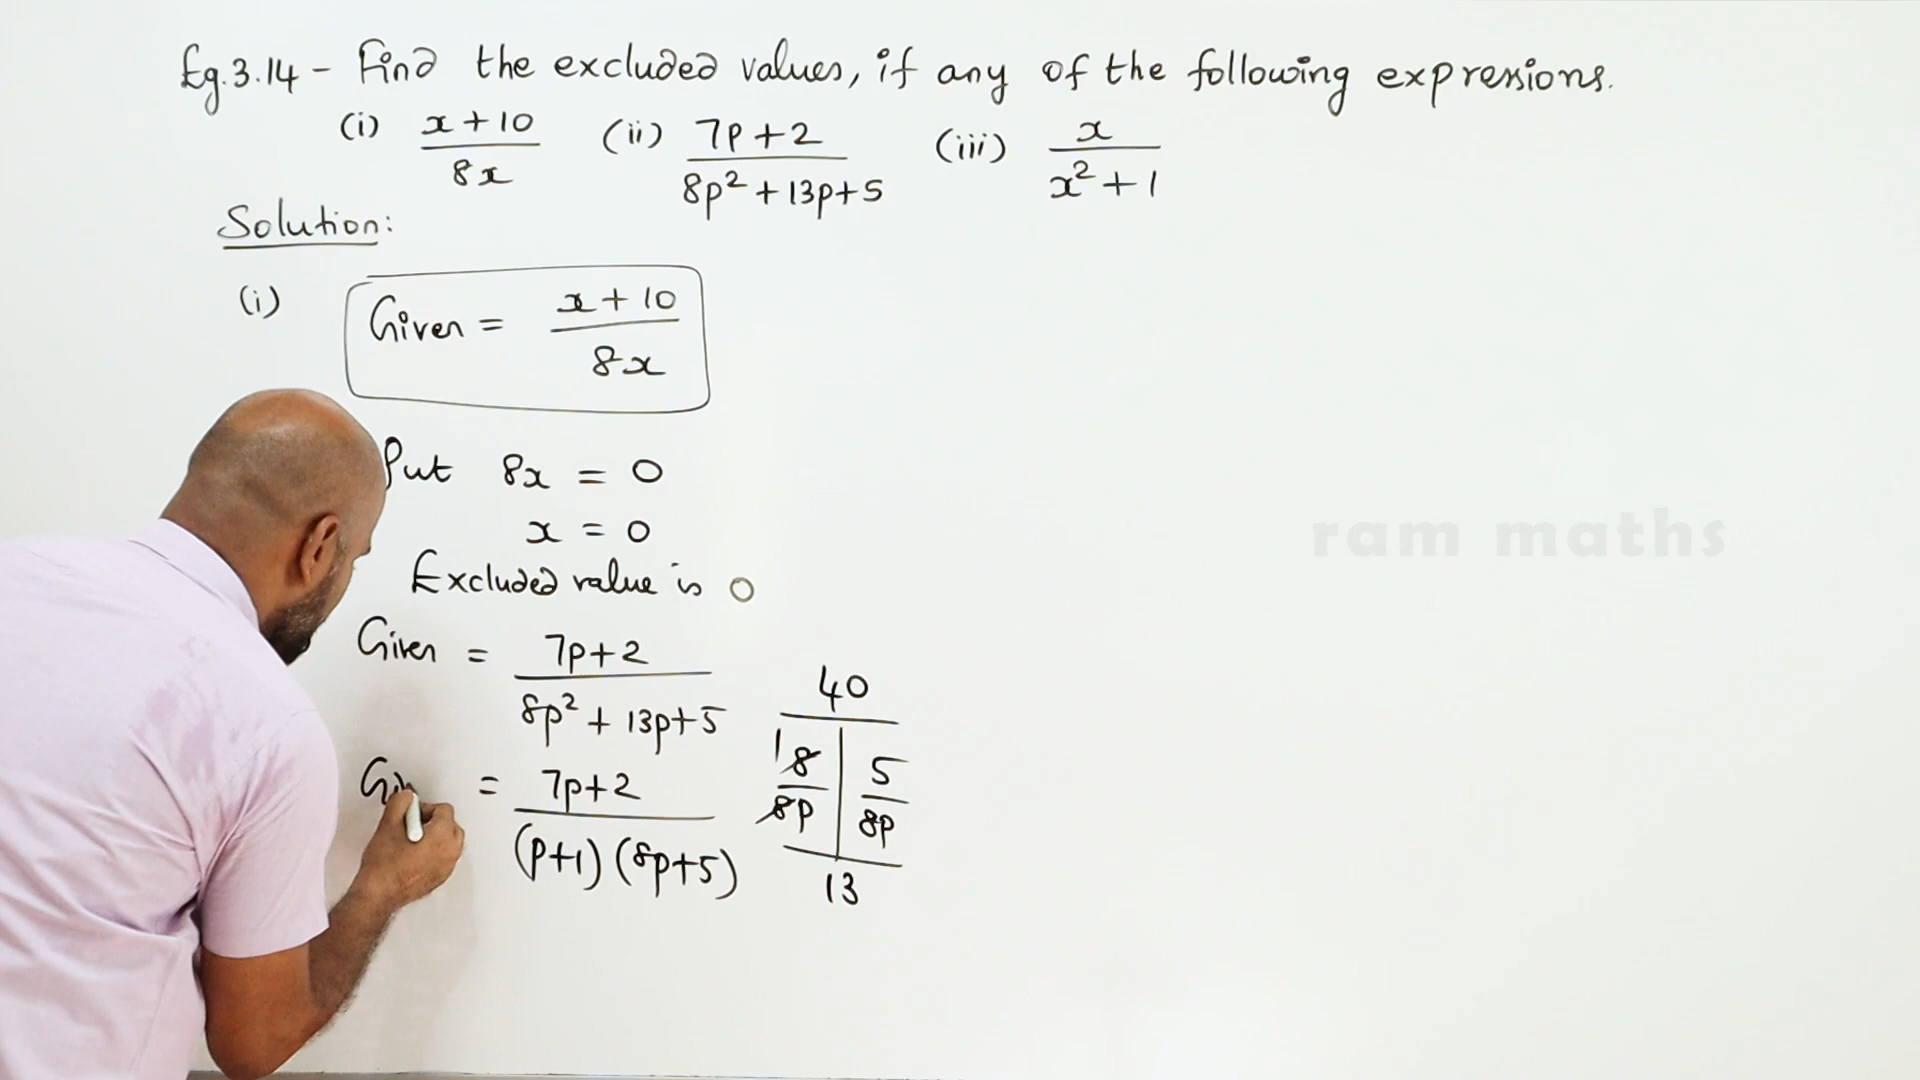 Eg.3.14 - Find the excluded values, if any of the following expressions.
(i) x+10/8x (ii) 7p+2/8p²+13p+5 (iii) x/x²+1
Solution:
(i) Given = x+10/8x
Put 8x = 0
x = 0
Excluded value is 0
Given = 7p+2/8p²+13p+5
40
1 8/8p | 5/8p
13
Giv = 7p+2/(p+1)(8p+5)
ram maths